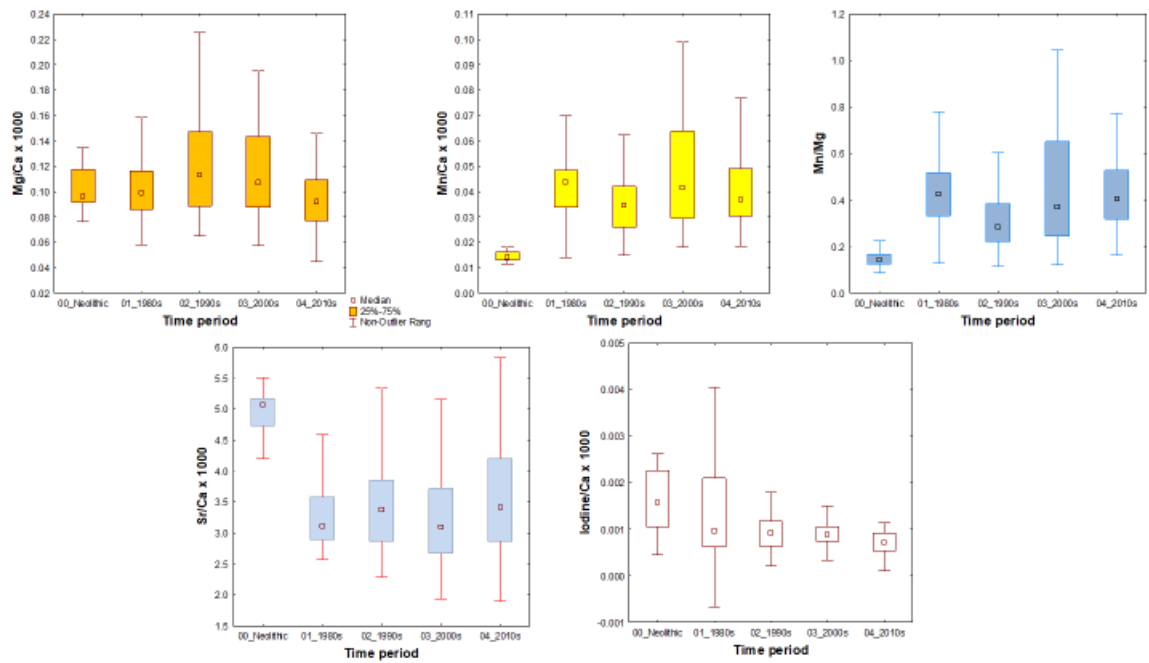 Mg/Ca x 1000
0.24
0.22
0.20
0.18
0.16
0.14
0.12
0.10
0.08
0.06
0.04
0.02
00_Neolithic 01_1980s 02_1990s 03_2000s 04_2010s
Time period
Median
25%-75%
Non-Outlier Rang
Mn/Ca x 1000
0.11
0.10
0.09
0.08
0.07
0.06
0.05
0.04
0.03
0.02
0.01
0.00
00_Neolithic 01_1980s 02_1990s 03_2000s 04_2010s
Time period
Mn/Mg
1.2
1.0
0.8
0.6
0.4
0.2
0.0
00_Neolithic 01_1980s 02_1990s 03_2000s 04_2010s
Time period
Sr/Ca x 1000
6.0
5.5
5.0
4.5
4.0
3.5
3.0
2.5
2.0
1.5
00_Neolithic 01_1980s 02_1990s 03_2000s 04_2010s
Time period
Iodine/Ca x 1000
0.005
0.004
0.003
0.002
0.001
0.000
-0.001
00_Neolithic 01_1980s 02_1990s 03_2000s 04_2010s
Time period